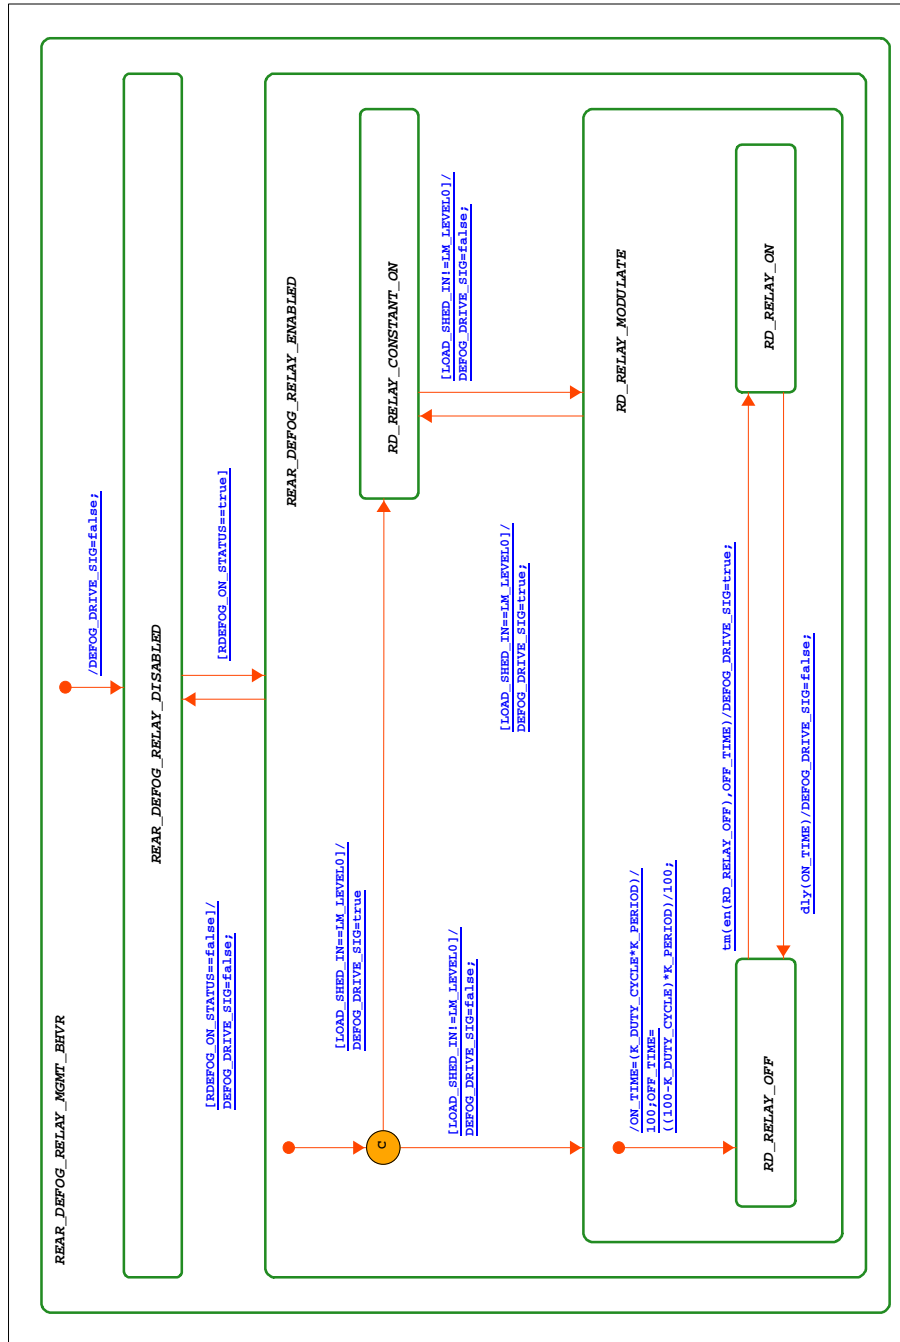 REAR_DEFOG_RELAY_MGMT_BHVR
/DEFOG_DRIVE_SIG=false;
REAR_DEFOG_RELAY_DISABLED
[RDEFOG_ON_STATUS==false]/
DEFOG_DRIVE_SIG=false;
[RDEFOG_ON_STATUS==true]
REAR_DEFOG_RELAY_ENABLED
[LOAD_SHED_IN==LM_LEVEL0]/
DEFOG_DRIVE_SIG=true
C
RD_RELAY_CONSTANT_ON
[LOAD_SHED_IN!=LM_LEVEL0]/
DEFOG_DRIVE_SIG=false;
[LOAD_SHED_IN!=LM_LEVEL0]/
DEFOG_DRIVE_SIG=false;
[LOAD_SHED_IN==LM_LEVEL0]/
DEFOG_DRIVE_SIG=true;
RD_RELAY_MODULATE
/ON_TIME=(K_DUTY_CYCLE*K_PERIOD)/
100;OFF_TIME=
((100-K_DUTY_CYCLE)*K_PERIOD)/100;
tm(en(RD_RELAY_OFF),OFF_TIME)/DEFOG_DRIVE_SIG=true;
RD_RELAY_OFF
RD_RELAY_ON
dly(ON_TIME)/DEFOG_DRIVE_SIG=false;